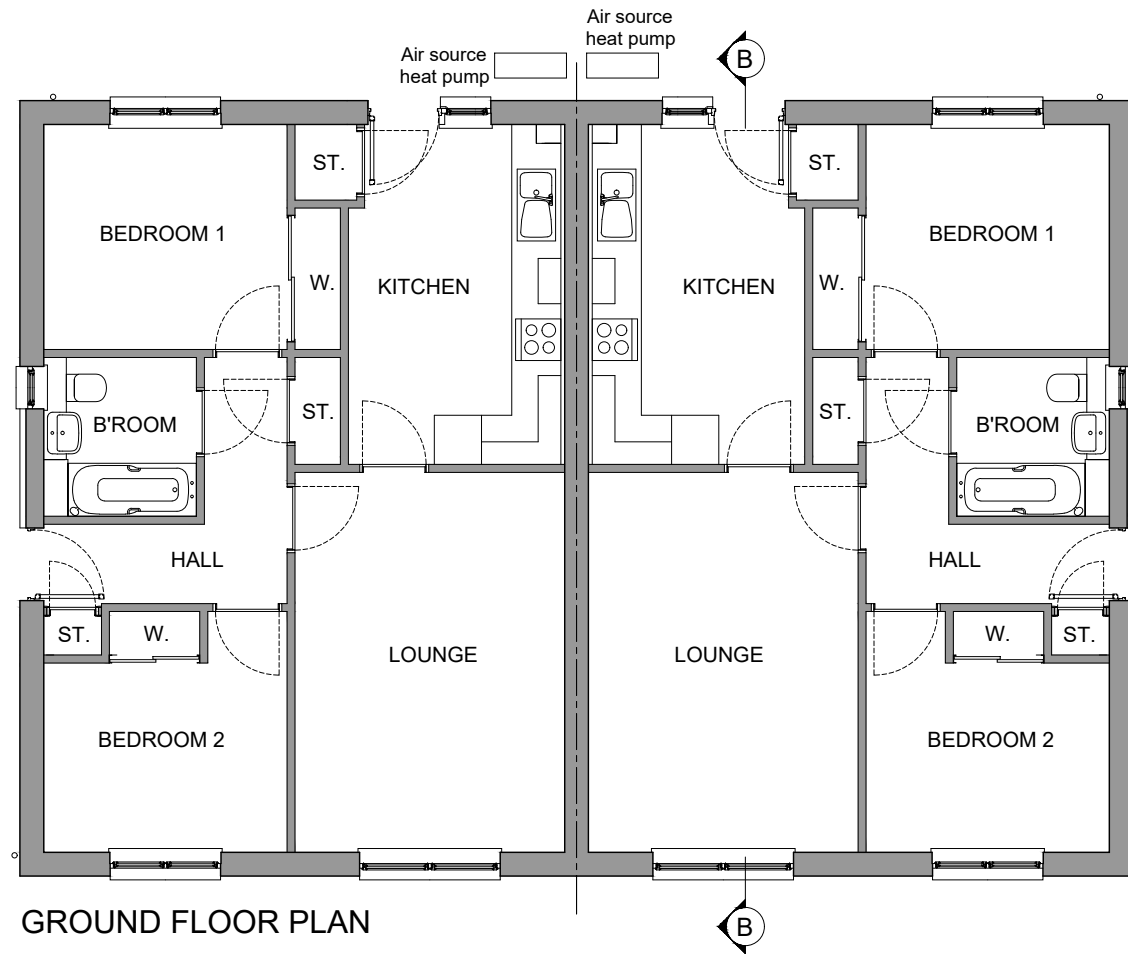 Air source
heat pump
Air source
heat pump
B
ST.
ST.
BEDROOM 1
W.
KITCHEN
KITCHEN
W.
BEDROOM 1
B'ROOM
ST.
ST.
B'ROOM
HALL
HALL
ST.
W.
LOUNGE
LOUNGE
W.
ST.
BEDROOM 2
BEDROOM 2
GROUND FLOOR PLAN
B